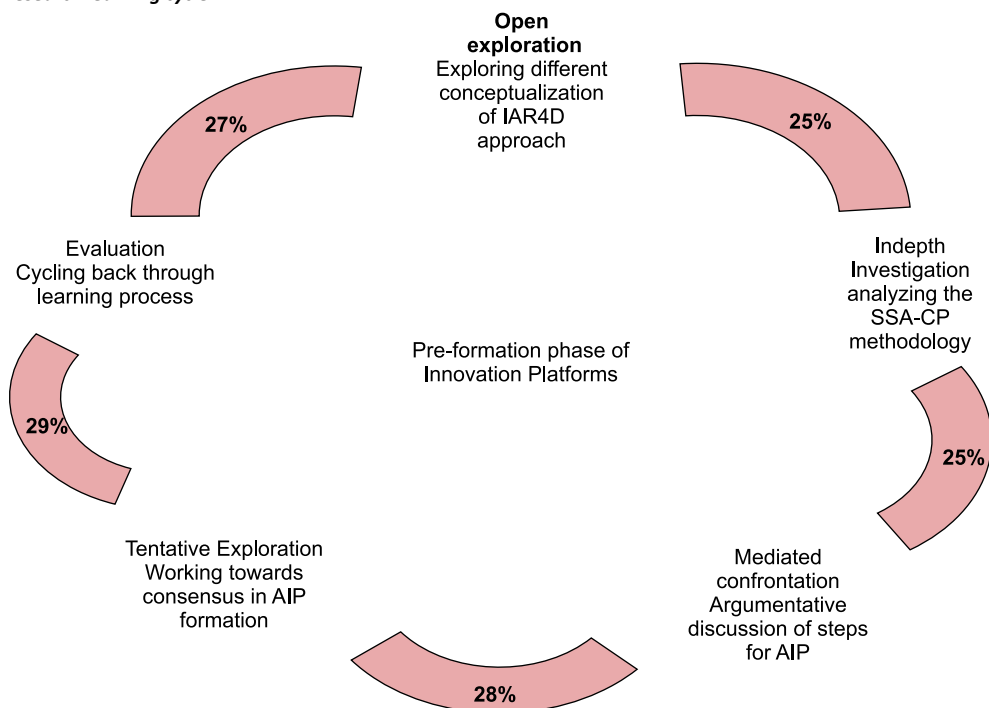 Open
exploration
Exploring different
conceptualization
of IAR4D
approach
27%
25%
Evaluation
Cycling back through
learning process
Indepth
Investigation
analyzing the
SSA-CP
methodology
Pre-formation phase of
Innovation Platforms
29%
25%
Tentative Exploration
Working towards
consensus in AIP
formation
Mediated
confrontation
Argumentative
discussion of steps
for AIP
28%